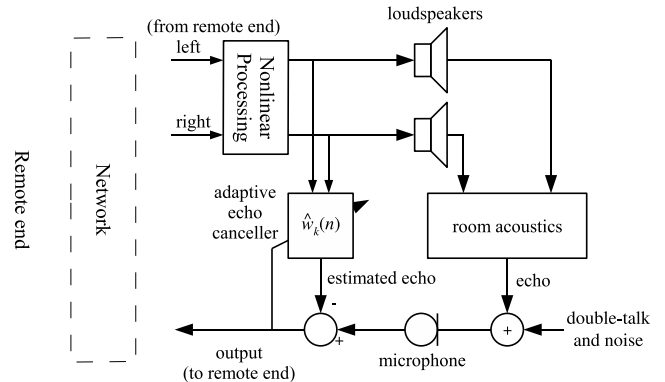 loudspeakers
(from remote end)
left
right
Nonlinear
Processing
Remote end
Network
adaptive
echo
canceller
ŵₖ(n)
room acoustics
estimated echo
echo
-
+
+
double-talk
and noise
microphone
output
(to remote end)